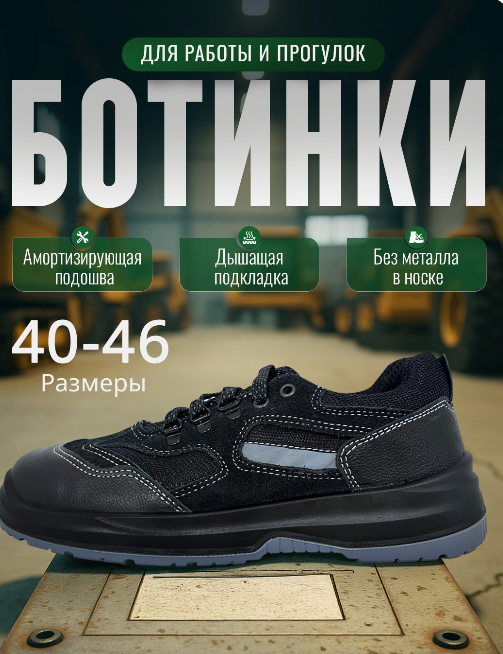 ДЛЯ РАБОТЫ И ПРОГУЛОК
БОТИНКИ
Амортизирующая
подошва
Дышащая
подкладка
Без металла
в носке
40-46
Размеры